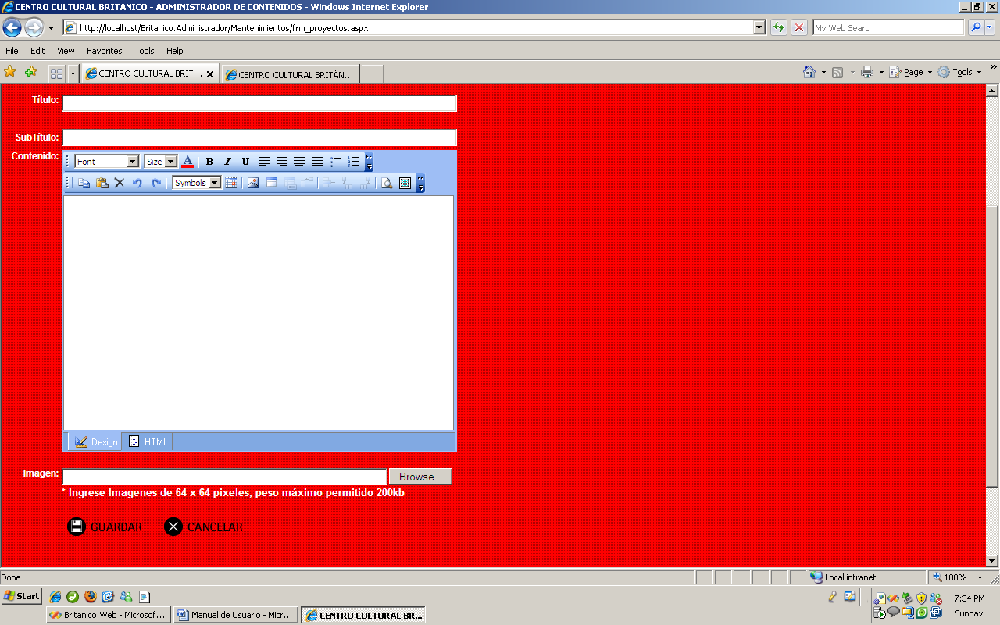 CENTRO CULTURAL BRITANICO - ADMINISTRADOR DE CONTENIDOS - Windows Internet Explorer
http://localhost/Britanico.Administrador/Mantenimientos/frm_proyectos.aspx
My Web Search
File Edit View Favorites Tools Help
CENTRO CULTURAL BRIT... CENTRO CULTURAL BRITÁN... Page Tools
Título:
SubTítulo:
Contenido:
Font Size A B I U
Symbols
Design HTML
Imagen: Browse...
* Ingrese Imagenes de 64 x 64 pixeles, peso máximo permitido 200kb
GUARDAR CANCELAR
Done Local intranet 100%
Start 7:34 PM
Britanico.Web - Microsof... Manual de Usuario - Micr... CENTRO CULTURAL BR... Sunday